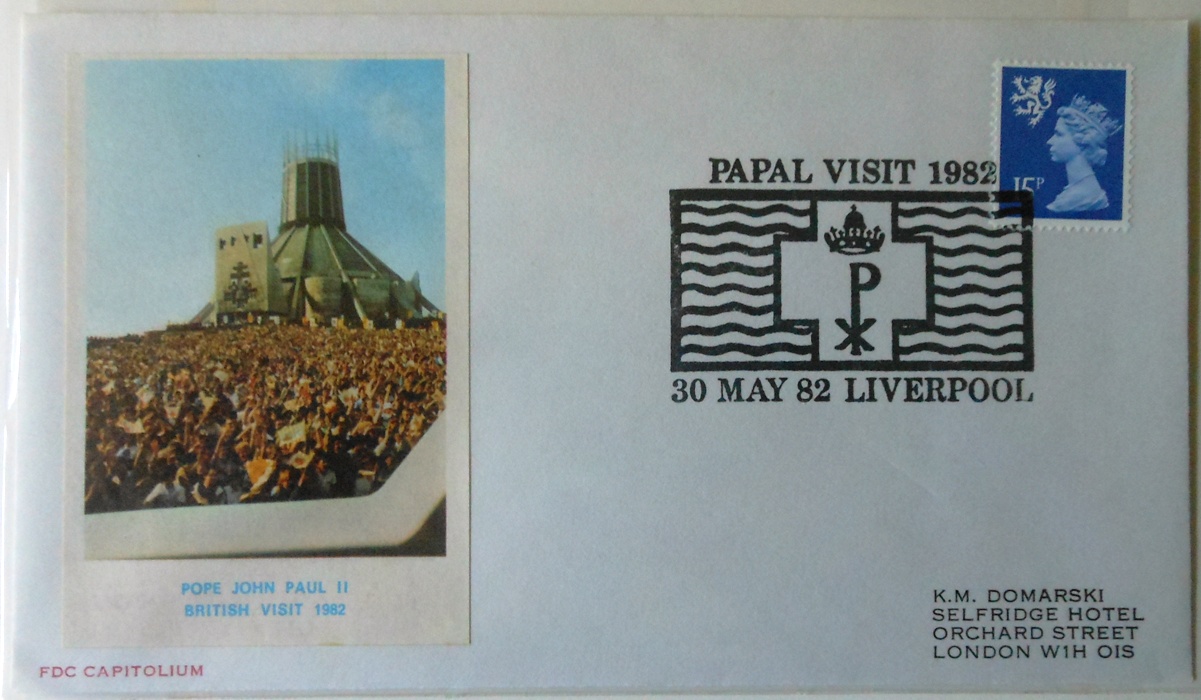 PAPAL VISIT 1982
15P
30 MAY 82 LIVERPOOL
POPE JOHN PAUL II
BRITISH VISIT 1982
FDC CAPITOLIUM
K.M. DOMARSKI
SELFRIDGE HOTEL
ORCHARD STREET
LONDON W1H OIS